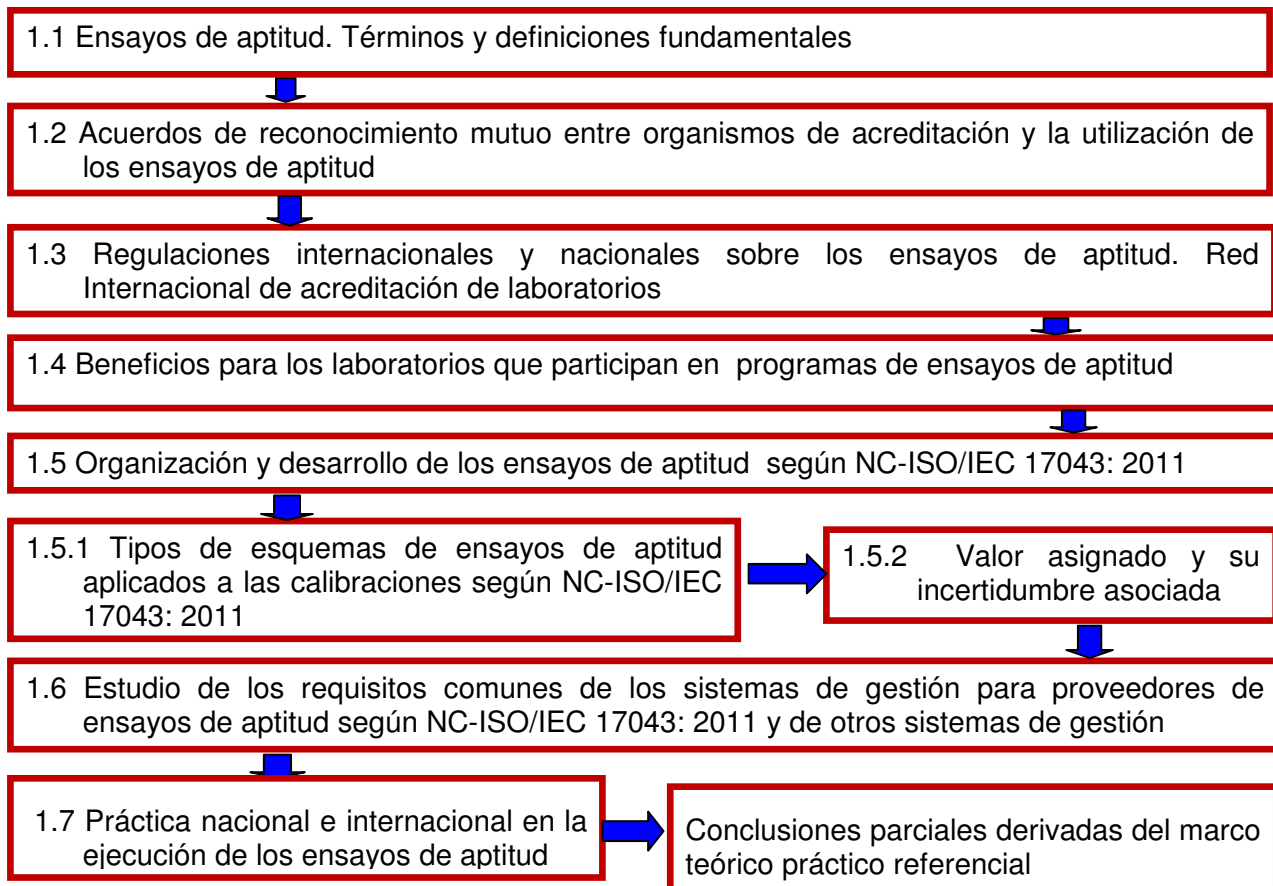 1.1 Ensayos de aptitud. Términos y definiciones fundamentales
1.2 Acuerdos de reconocimiento mutuo entre organismos de acreditación y la utilización de
los ensayos de aptitud
1.3 Regulaciones internacionales y nacionales sobre los ensayos de aptitud. Red
Internacional de acreditación de laboratorios
1.4 Beneficios para los laboratorios que participan en programas de ensayos de aptitud
1.5 Organización y desarrollo de los ensayos de aptitud según NC-ISO/IEC 17043: 2011
1.5.1 Tipos de esquemas de ensayos de aptitud
aplicados a las calibraciones según NC-ISO/IEC
17043: 2011
1.5.2 Valor asignado y su
incertidumbre asociada
1.6 Estudio de los requisitos comunes de los sistemas de gestión para proveedores de
ensayos de aptitud según NC-ISO/IEC 17043: 2011 y de otros sistemas de gestión
1.7 Práctica nacional e internacional en la
ejecución de los ensayos de aptitud
Conclusiones parciales derivadas del marco
teórico práctico referencial